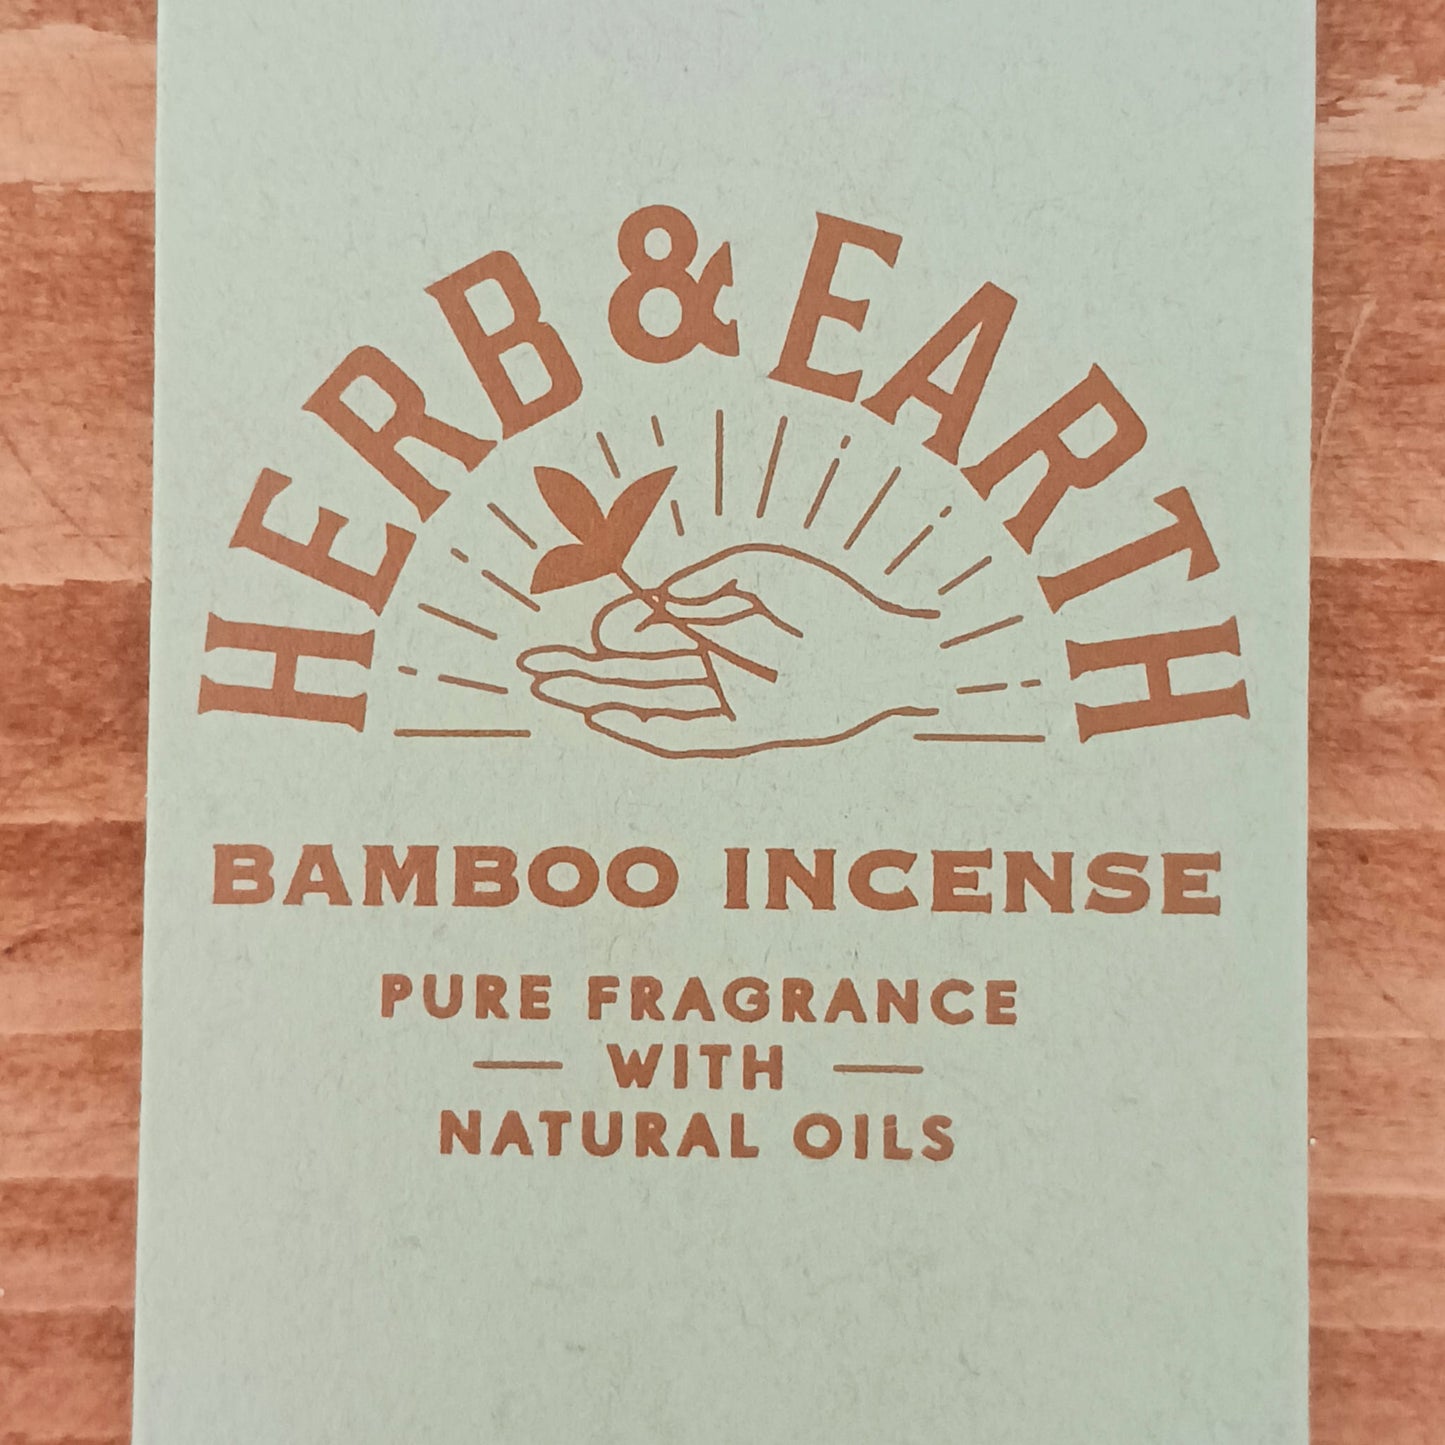 HERB & EARTH
BAMBOO INCENSE
PURE FRAGRANCE
WITH
NATURAL OILS